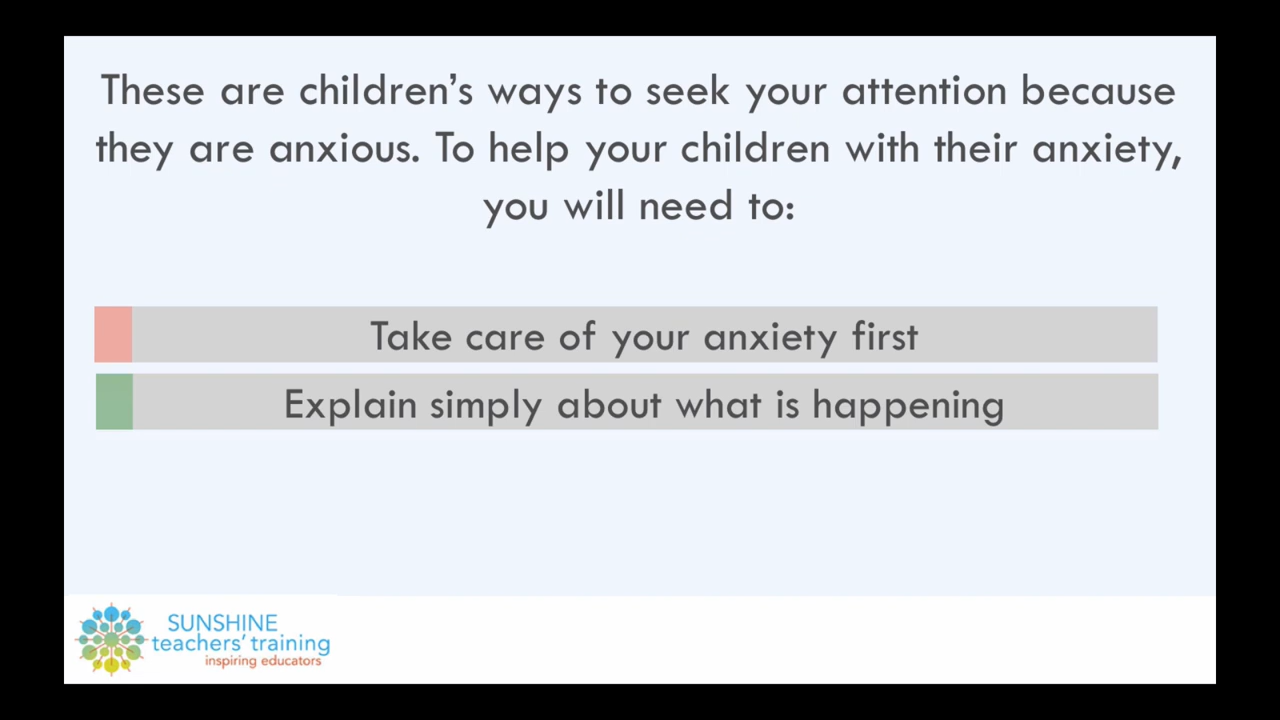 These are children’s ways to seek your attention because
they are anxious. To help your children with their anxiety,
you will need to:
Take care of your anxiety first
Explain simply about what is happening
SUNSHINE
teachers’ training
inspiring educators